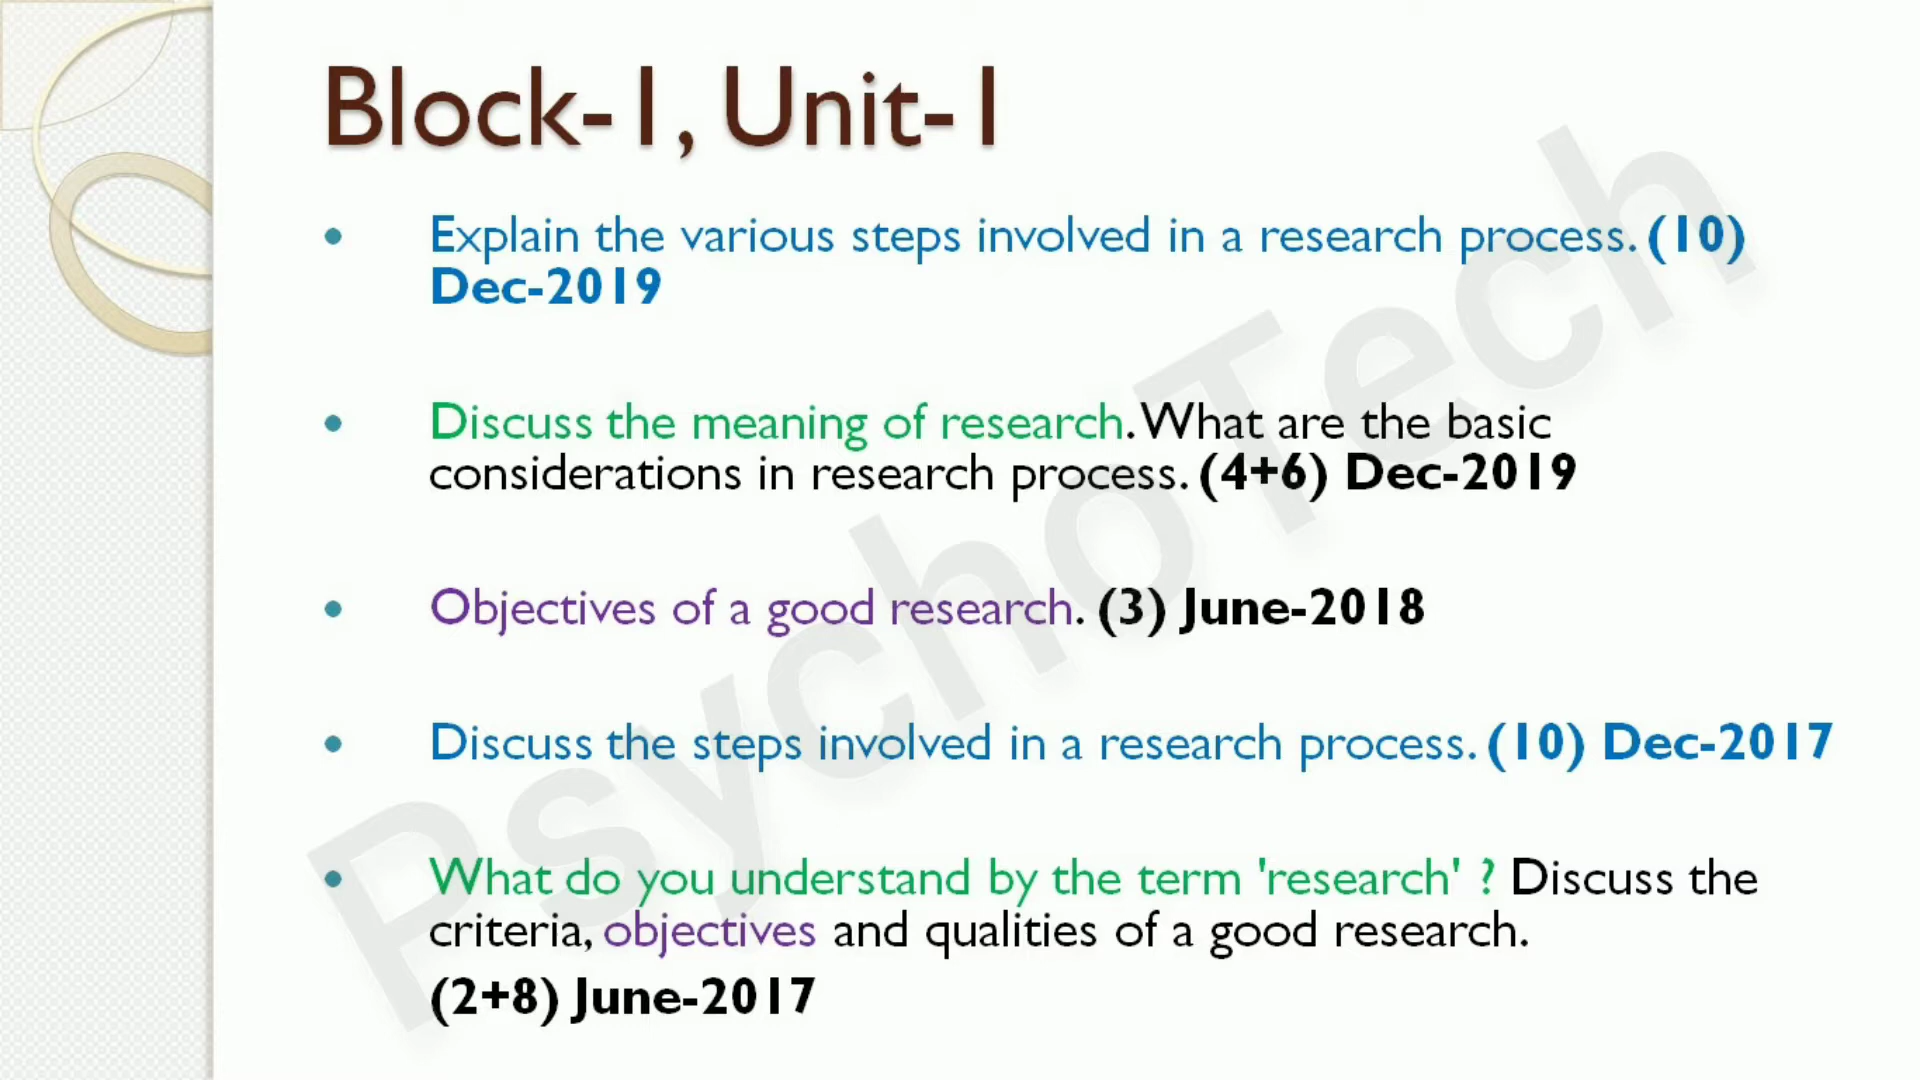 Block-1, Unit-1
• Explain the various steps involved in a research process. (10)
Dec-2019
• Discuss the meaning of research. What are the basic
considerations in research process. (4+6) Dec-2019
• Objectives of a good research. (3) June-2018
• Discuss the steps involved in a research process. (10) Dec-2017
• What do you understand by the term 'research' ? Discuss the
criteria, objectives and qualities of a good research.
(2+8) June-2017
PsychoTech